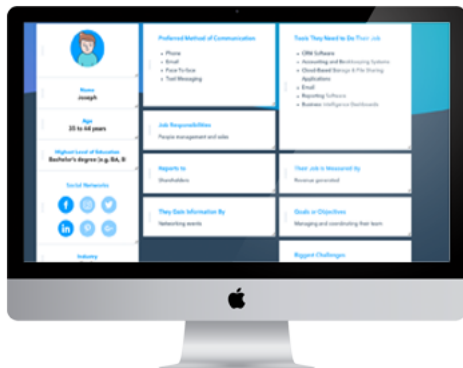 Name
Joseph
Age
35 to 44 years
Highest Level of Education
Bachelor's degree (e.g. BA, B
Social Networks
Industry
Preferred Method of Communication
Phone
Email
Face-To-face
Text Messaging
Job Responsibilities
People management and sales
Reports to
Shareholders
They Gain Information By
Networking events
Tools They Need to Do Their Job
CRM Software
Accounting and Bookkeeping Systems
Cloud-Based Storage & File Sharing
Applications
Email
Reporting Software
Business Intelligence Dashboards
Their Job Is Measured By
Revenue generated
Goals or Objectives
Managing and coordinating their team
Biggest Challenges